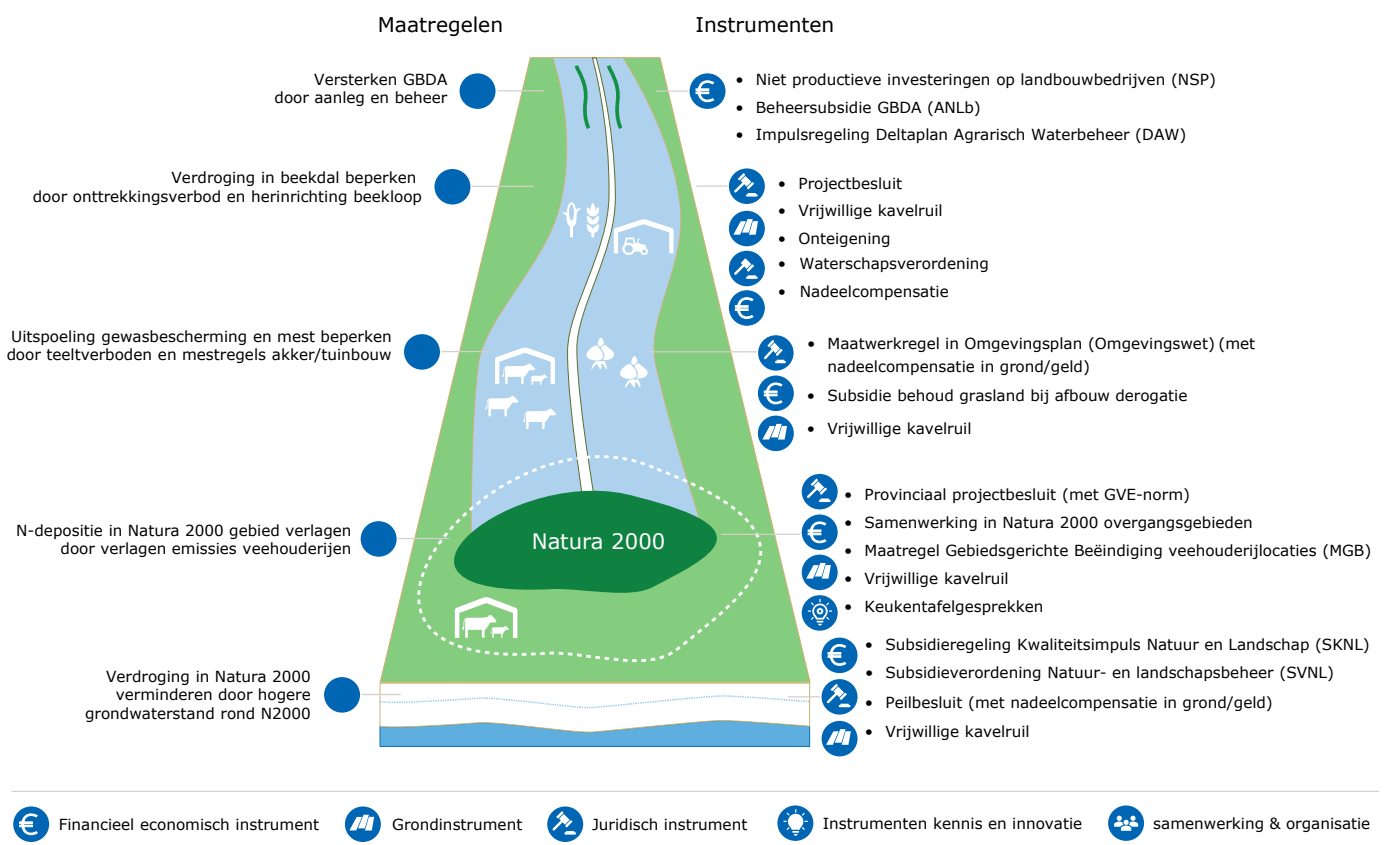 Maatregelen
Instrumenten
Versterken GBDA
door aanleg en beheer
• Niet productieve investeringen op landbouwbedrijven (NSP)
• Beheersubsidie GBDA (ANLb)
• Impulsregeling Deltaplan Agrarisch Waterbeheer (DAW)
Verdroging in beekdal beperken
door onttrekkingsverbod en herinrichting beekloop
• Projectbesluit
• Vrijwillige kavelruil
• Onteigening
• Waterschapsverordening
• Nadeelcompensatie
Uitspoeling gewasbescherming en mest beperken
door teeltverboden en mestregels akker/tuinbouw
• Maatwerkregel in Omgevingsplan (Omgevingswet) (met
nadeelcompensatie in grond/geld)
• Subsidie behoud grasland bij afbouw derogatie
• Vrijwillige kavelruil
N-depositie in Natura 2000 gebied verlagen
door verlagen emissies veehouderijen
Natura 2000
• Provinciaal projectbesluit (met GVE-norm)
• Samenwerking in Natura 2000 overgangsgebieden
• Maatregel Gebiedsgerichte Beëindiging veehouderijlocaties (MGB)
• Vrijwillige kavelruil
• Keukentafelgesprekken
Verdroging in Natura 2000
verminderen door hogere
grondwaterstand rond N2000
• Subsidieregeling Kwaliteitsimpuls Natuur en Landschap (SKNL)
• Subsidieverordening Natuur- en landschapsbeheer (SVNL)
• Peilbesluit (met nadeelcompensatie in grond/geld)
• Vrijwillige kavelruil
€ Financieel economisch instrument
Grondinstrument
Juridisch instrument
Instrumenten kennis en innovatie
samenwerking & organisatie